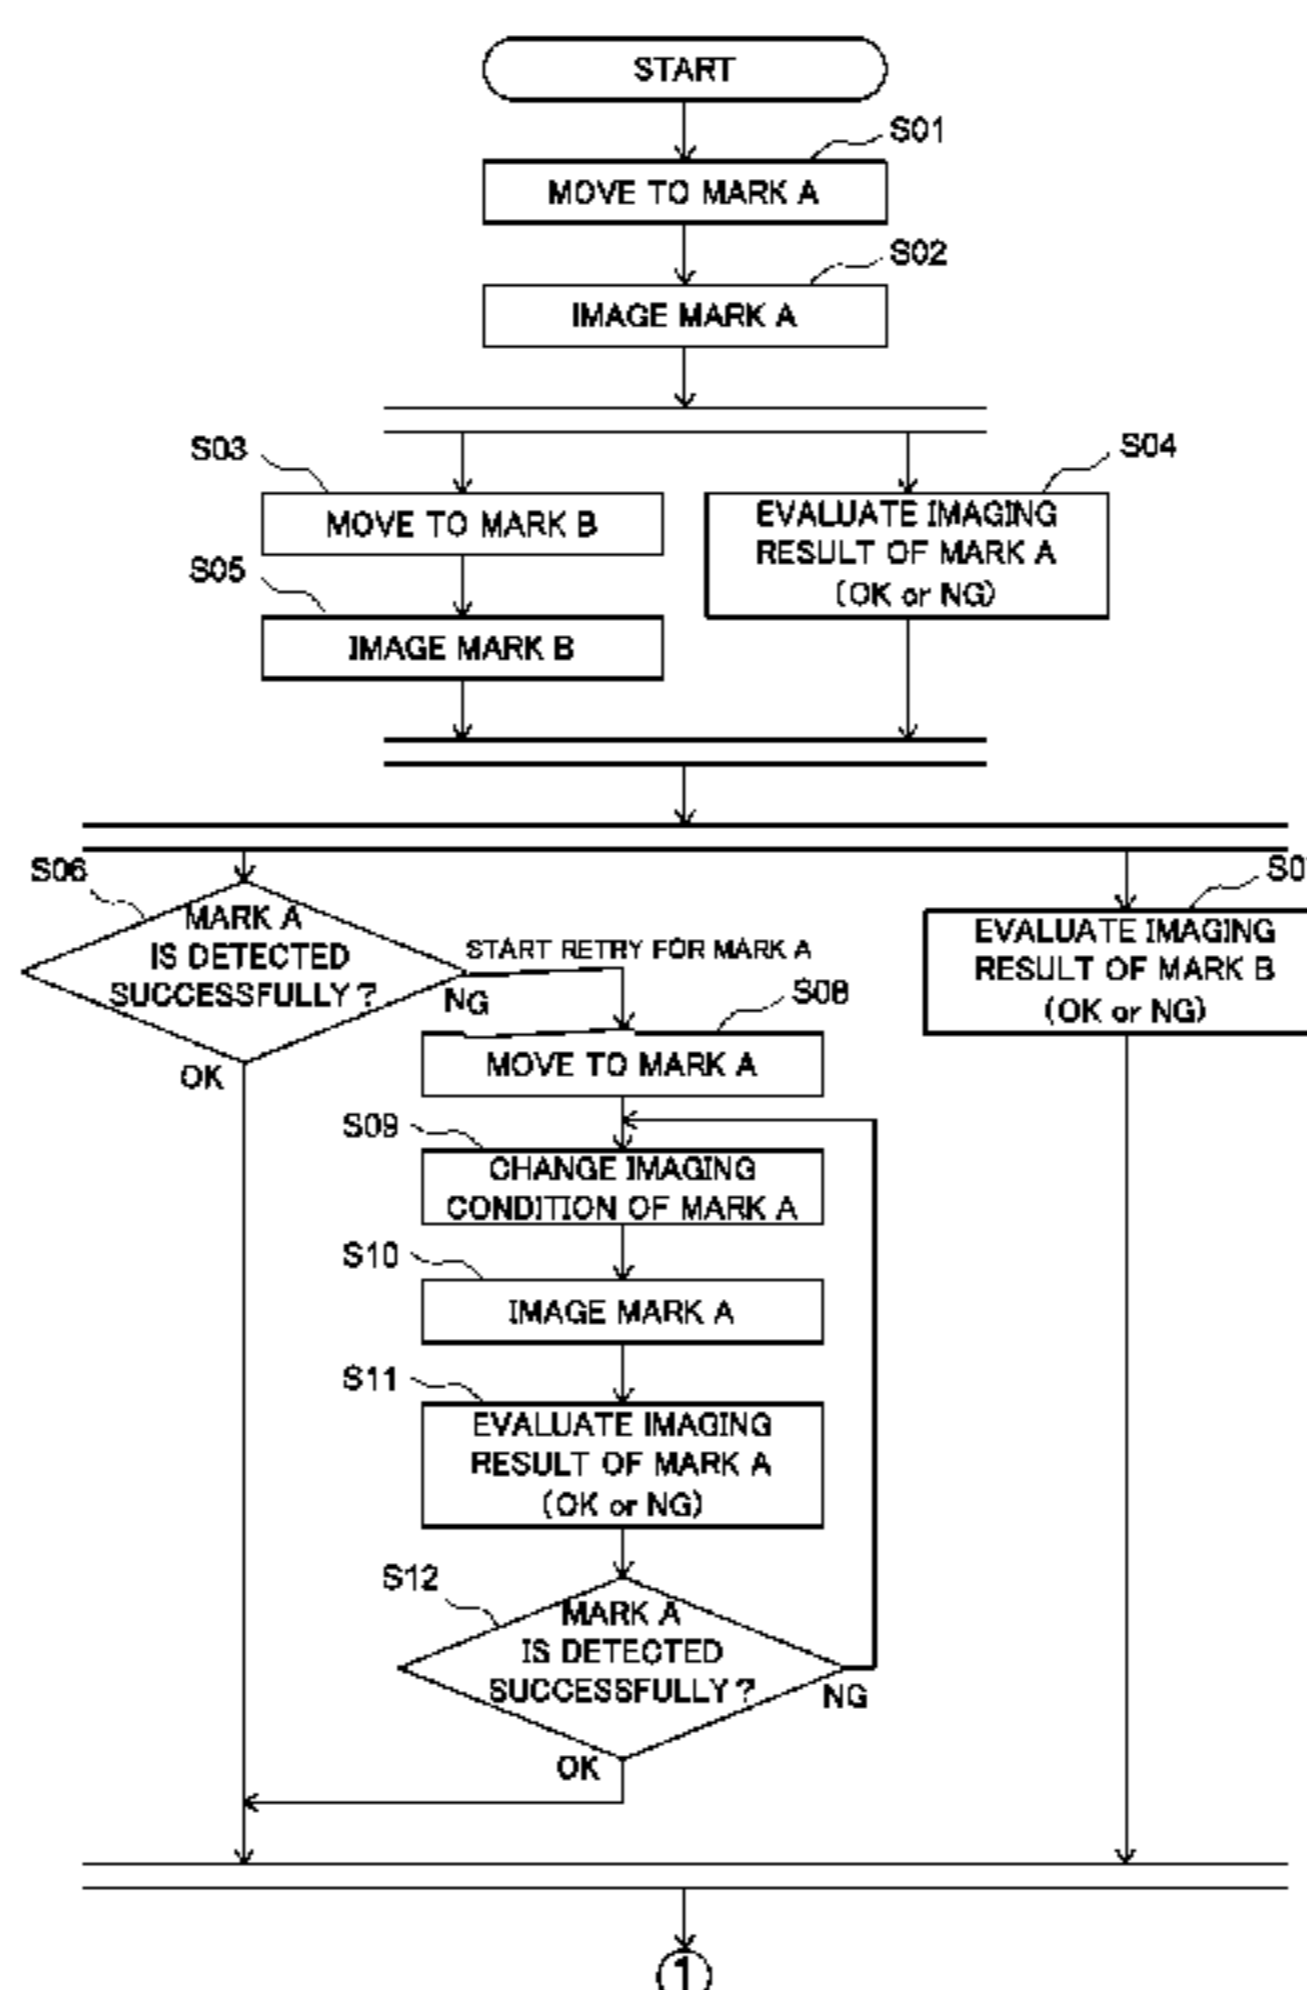 START
S01
MOVE TO MARK A
S02
IMAGE MARK A
S03
MOVE TO MARK B
S04
EVALUATE IMAGING
RESULT OF MARK A
(OK or NG)
S05
IMAGE MARK B
S06
MARK A
IS DETECTED
SUCCESSFULLY?
NG
OK
START RETRY FOR MARK A
EVALUATE IMAGING
RESULT OF MARK B
(OK or NG)
S08
MOVE TO MARK A
S09
CHANGE IMAGING
CONDITION OF MARK A
S10
IMAGE MARK A
S11
EVALUATE IMAGING
RESULT OF MARK A
(OK or NG)
S12
MARK A
IS DETECTED
SUCCESSFULLY?
NG
OK
1